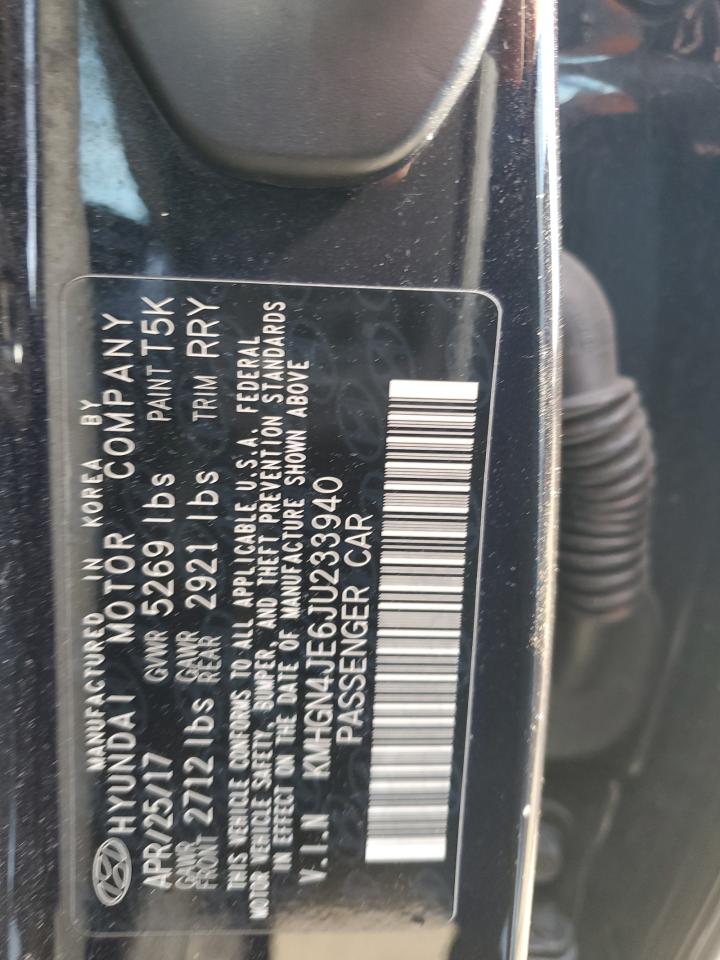 MANUFACTURED IN KOREA BY
HYUNDAI MOTOR COMPANY
APR/25/17 GVWR 5269 lbs PAINT T5K
GAWR FRONT 2712 lbs GAWR REAR 2921 lbs TRIM RRY
THIS VEHICLE CONFORMS TO ALL APPLICABLE U.S.A. FEDERAL
MOTOR VEHICLE SAFETY, BUMPER, AND THEFT PREVENTION STANDARDS
IN EFFECT ON THE DATE OF MANUFACTURE SHOWN ABOVE
V.I.N KMHGN4JE6JU233940
PASSENGER CAR